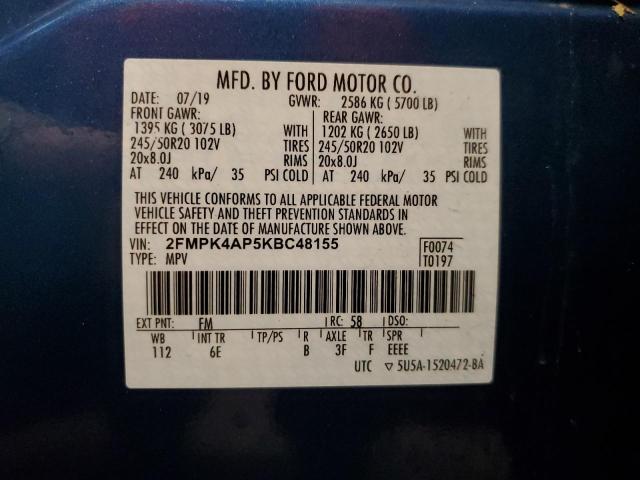 MFD. BY FORD MOTOR CO.
DATE: 07/19 GVWR: 2586 KG ( 5700 LB)
FRONT GAWR: REAR GAWR:
1395 KG ( 3075 LB) WITH 1202 KG ( 2650 LB) WITH
245/50R20 102V TIRES 245/50R20 102V TIRES
20x8.0J RIMS 20x8.0J RIMS
AT 240 kPa/ 35 PSI COLD AT 240 kPa/ 35 PSI COLD
THIS VEHICLE CONFORMS TO ALL APPLICABLE FEDERAL MOTOR
VEHICLE SAFETY AND THEFT PREVENTION STANDARDS IN
EFFECT ON THE DATE OF MANUFACTURE SHOWN ABOVE.
VIN: 2FMPK4AP5KBC48155 F0074
TYPE: MPV T0197
EXT PNT: FM RC: 58 DSO:
WB INT TR TP/PS R AXLE TR SPR
112 6E B 3F F EEEE
UTC ▽ 5U5A-1520472-BA